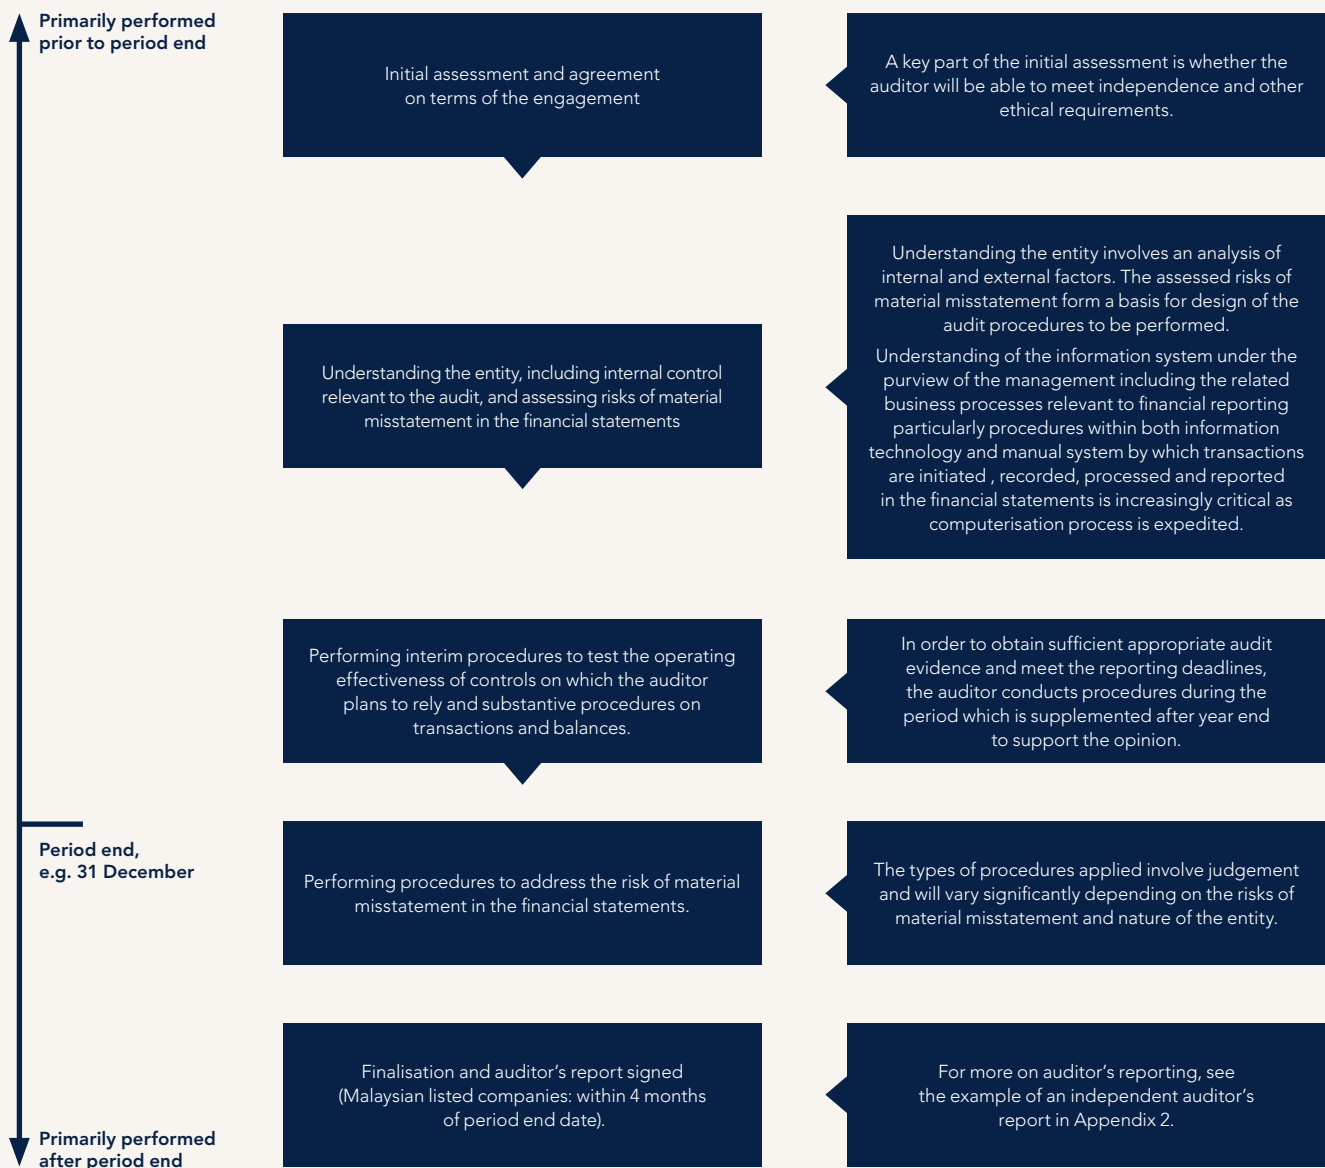 Primarily performed
prior to period end
Initial assessment and agreement
on terms of the engagement
A key part of the initial assessment is whether the
auditor will be able to meet independence and other
ethical requirements.
Understanding the entity, including internal control
relevant to the audit, and assessing risks of material
misstatement in the financial statements
Understanding the entity involves an analysis of
internal and external factors. The assessed risks of
material misstatement form a basis for design of the
audit procedures to be performed.
Understanding of the information system under the
purview of the management including the related
business processes relevant to financial reporting
particularly procedures within both information
technology and manual system by which transactions
are initiated , recorded, processed and reported
in the financial statements is increasingly critical as
computerisation process is expedited.
Performing interim procedures to test the operating
effectiveness of controls on which the auditor
plans to rely and substantive procedures on
transactions and balances.
In order to obtain sufficient appropriate audit
evidence and meet the reporting deadlines,
the auditor conducts procedures during the
period which is supplemented after year end
to support the opinion.
Period end,
e.g. 31 December
Performing procedures to address the risk of material
misstatement in the financial statements.
The types of procedures applied involve judgement
and will vary significantly depending on the risks of
material misstatement and nature of the entity.
Finalisation and auditor’s report signed
(Malaysian listed companies: within 4 months
of period end date).
For more on auditor’s reporting, see
the example of an independent auditor’s
report in Appendix 2.
Primarily performed
after period end